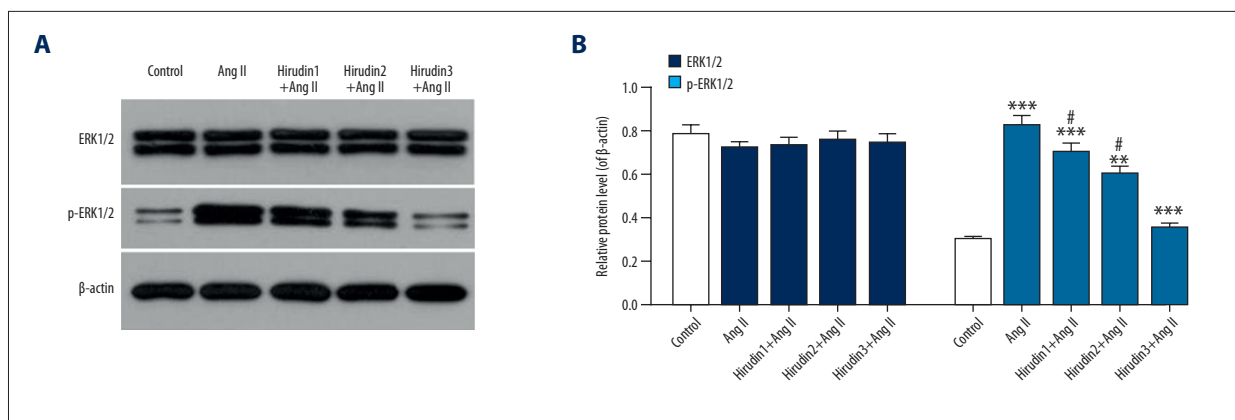 A
Control Ang II Hirudin1 Hirudin2 Hirudin3
+Ang II +Ang II +Ang II
ERK1/2
p-ERK1/2
β-actin
B
ERK1/2
p-ERK1/2
Relative protein level (of β-actin)
1.0
0.8
0.6
0.4
0.2
0.0
***
#
***
#
**
***
Control
Ang II
Hirudin1+Ang II
Hirudin2+Ang II
Hirudin3+Ang II
Control
Ang II
Hirudin1+Ang II
Hirudin2+Ang II
Hirudin3+Ang II